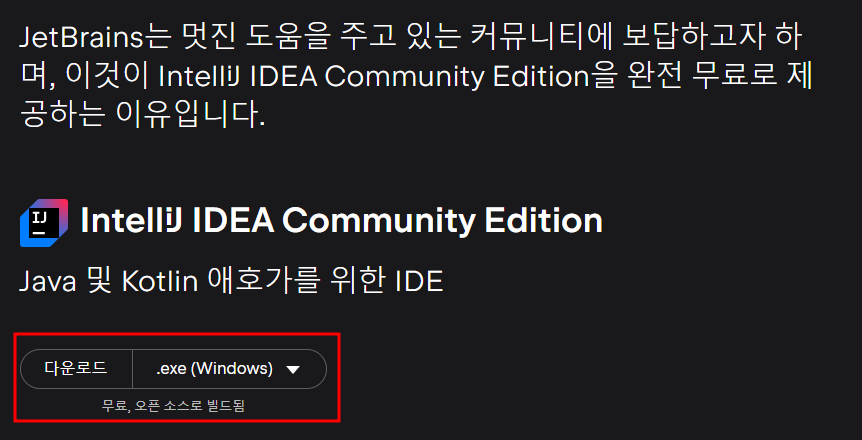 JetBrains는 멋진 도움을 주고 있는 커뮤니티에 보답하고자 하
며, 이것이 IntelliJ IDEA Community Edition을 완전 무료로 제
공하는 이유입니다.
IJ
IntelliJ IDEA Community Edition
Java 및 Kotlin 애호가를 위한 IDE
다운로드 .exe (Windows)
무료, 오픈 소스로 빌드됨